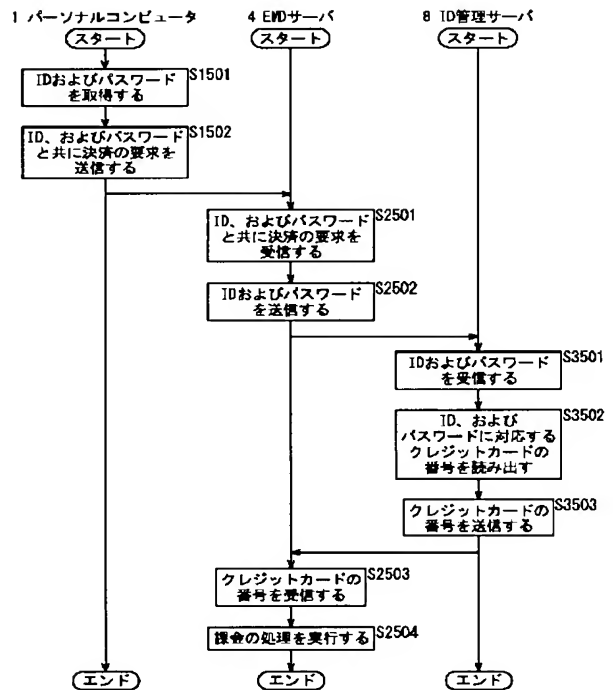 1 パーソナルコンピュータ
4 EMDサーバ
8 ID管理サーバ
スタート
スタート
スタート
IDおよびパスワード
を取得する
S1501
ID、およびパスワード
と共に決済の要求を
送信する
S1502
ID、およびパスワード
と共に決済の要求を
受信する
S2501
IDおよびパスワード
を送信する
S2502
IDおよびパスワード
を受信する
S3501
ID、および
パスワードに対応する
クレジットカードの
番号を読み出す
S3502
クレジットカードの
番号を送信する
S3503
クレジットカードの
番号を受信する
S2503
課金の処理を実行する
S2504
エンド
エンド
エンド